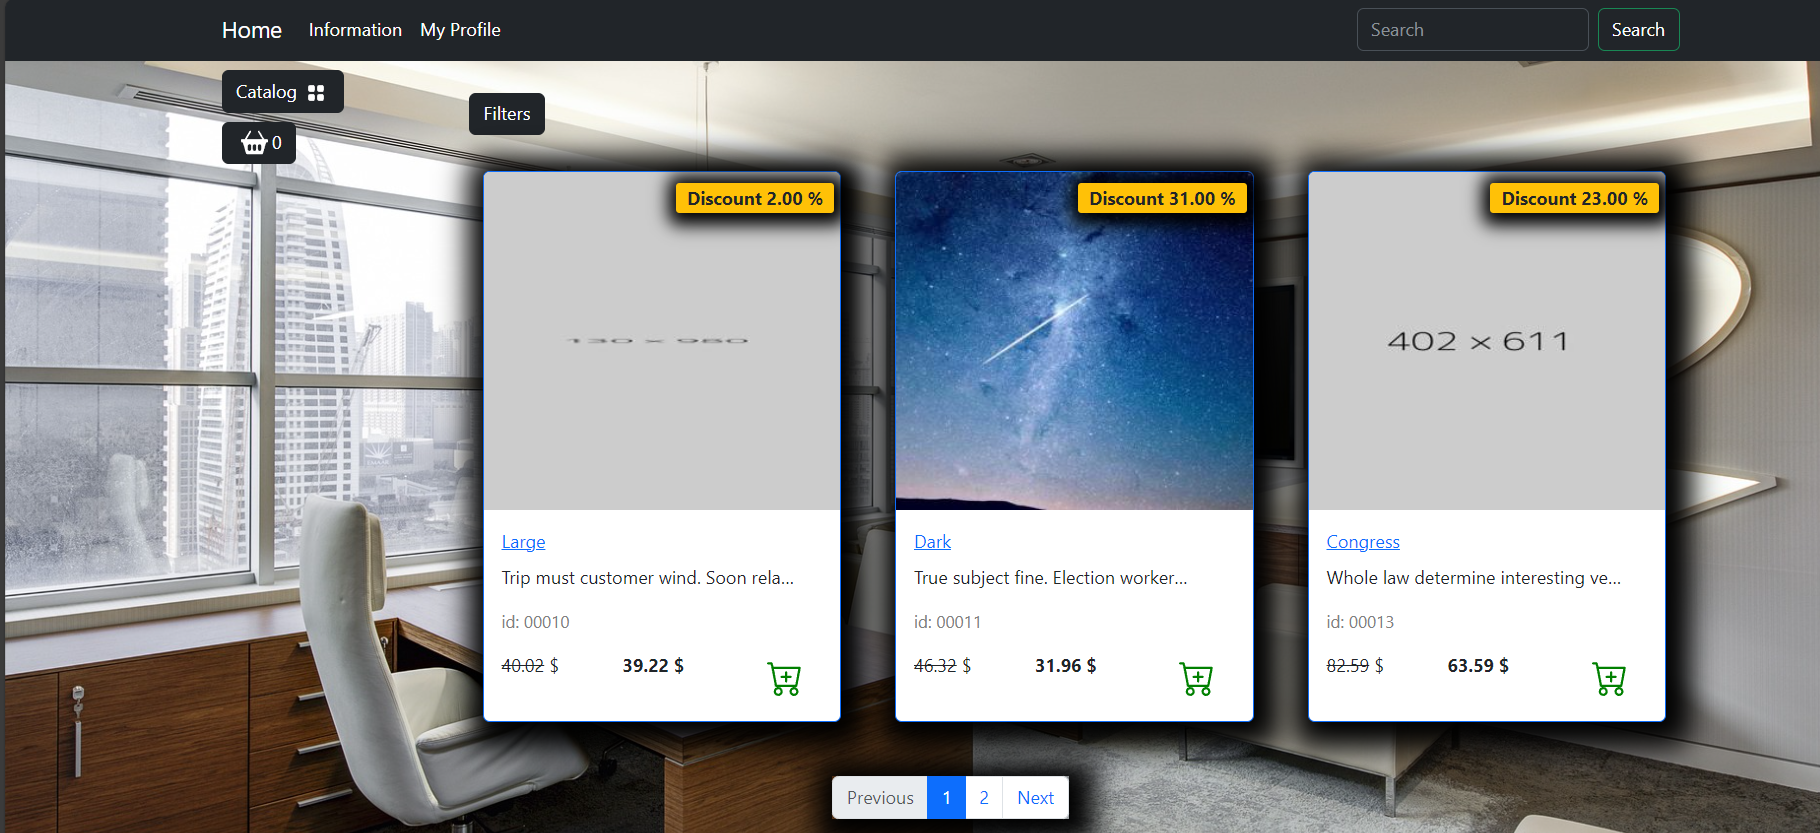 Home Information My Profile Search Search
Catalog
Filters
0
Discount 2.00 %
130 x 980
Large
Trip must customer wind. Soon rela...
id: 00010
40.02 $ 39.22 $
Discount 31.00 %
Dark
True subject fine. Election worker...
id: 00011
46.32 $ 31.96 $
Discount 23.00 %
402 x 611
Congress
Whole law determine interesting ve...
id: 00013
82.59 $ 63.59 $
Previous 1 2 Next